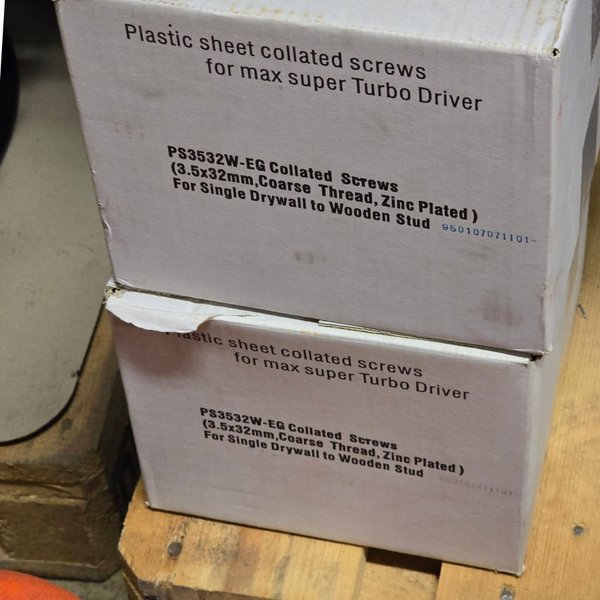 Plastic sheet collated screws
for max super Turbo Driver
PS3532W-EG Collated Screws
(3.5x32mm,Coarse Thread, Zinc Plated )
For Single Drywall to Wooden Stud
950107071101-
Plastic sheet collated screws
for max super Turbo Driver
PS3532W-EG Collated Screws
(3.5x32mm,Coarse Thread, Zinc Plated )
For Single Drywall to Wooden Stud